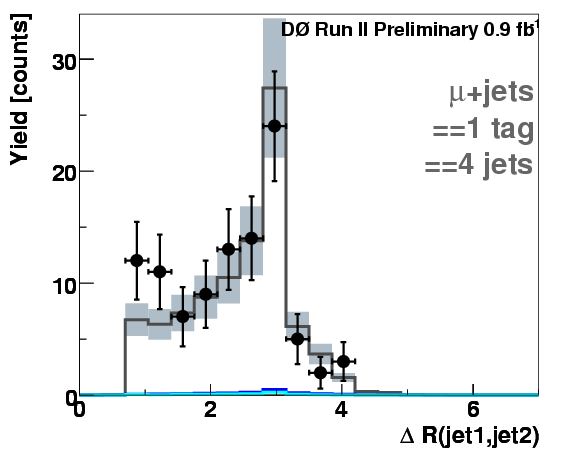 DØ Run II Preliminary 0.9 fb⁻¹
μ+jets
==1 tag
==4 jets
Yield [counts]
30
20
10
0
0 2 4 6
Δ R(jet1,jet2)